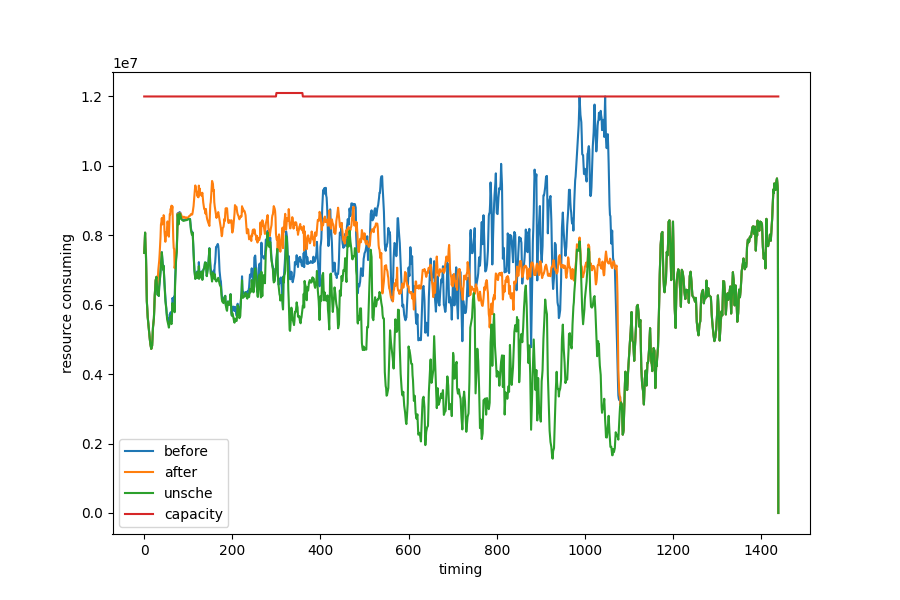 1e7
1.2
1.0
0.8
0.6
0.4
0.2
0.0
resource consuming
before
after
unsche
capacity
0 200 400 600 800 1000 1200 1400
timing